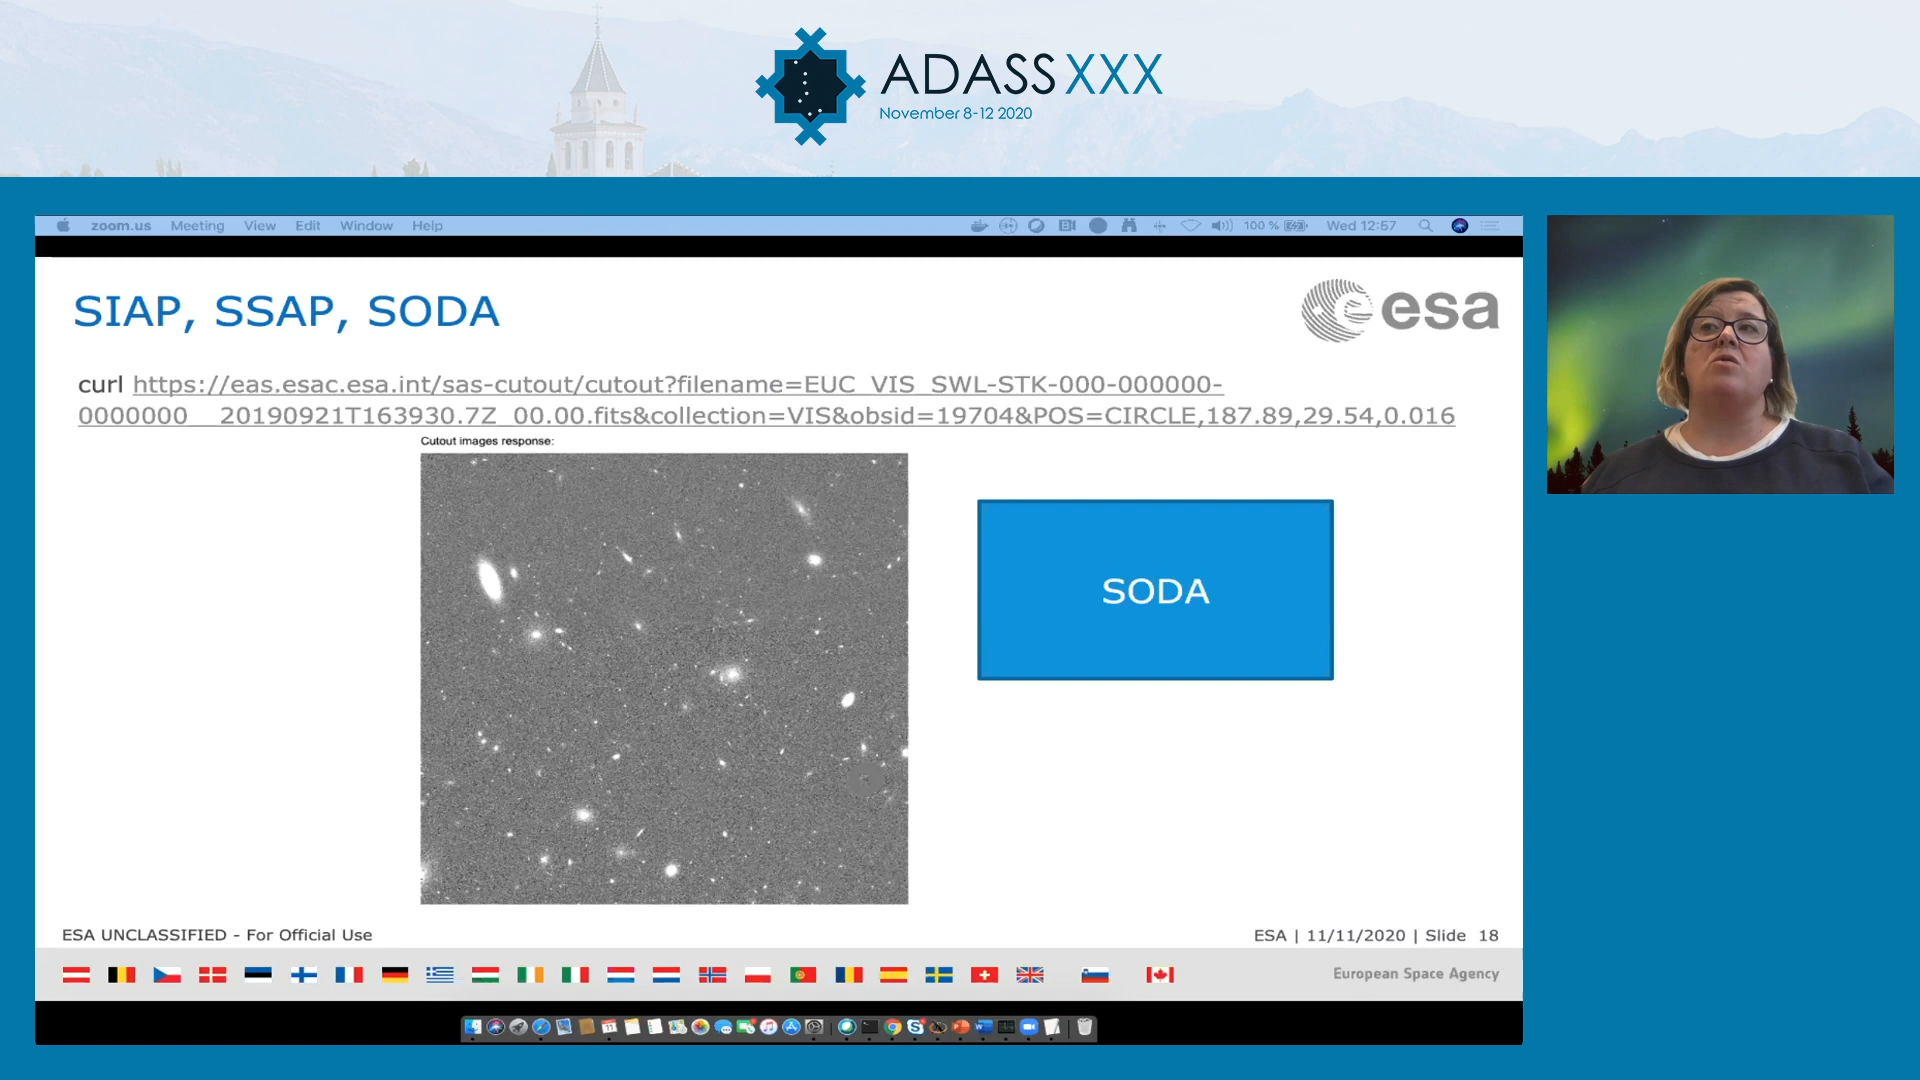 ADASS XXX
November 8-12 2020
zoom.us Meeting View Edit Window Help 100 % Wed 12:57
SIAP, SSAP, SODA
esa
curl https://eas.esac.esa.int/sas-cutout/cutout?filename=EUC_VIS_SWL-STK-000-000000-
0000000__20190921T163930.7Z_00.00.fits&collection=VIS&obsid=19704&POS=CIRCLE,187.89,29.54,0.016
Cutout images response:
SODA
ESA UNCLASSIFIED - For Official Use
ESA | 11/11/2020 | Slide 18
European Space Agency